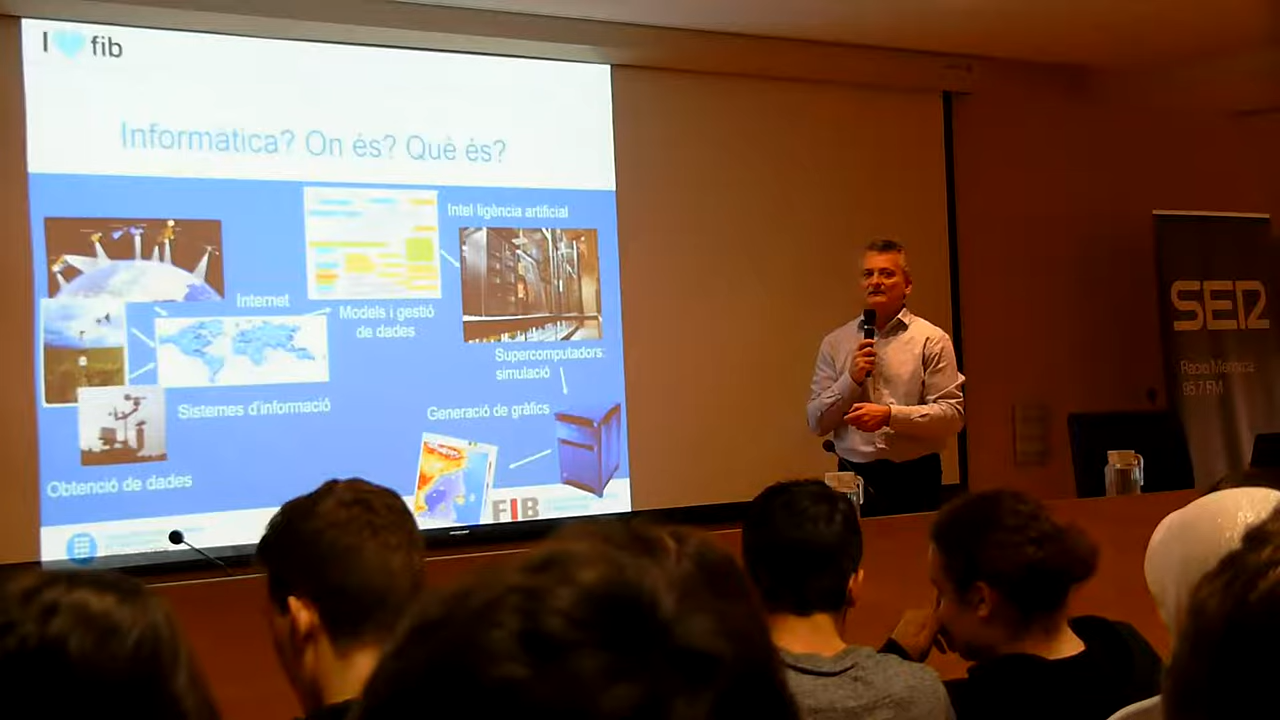 I fib
Informatica? On és? Què és?
Intel ligència artificial
Internet
Models i gestió
de dades
Supercomputadors:
simulació
Sistemes d'informació
Generació de gràfics
Obtenció de dades
FIB
SER
Ràdio Menorca
95.7 FM